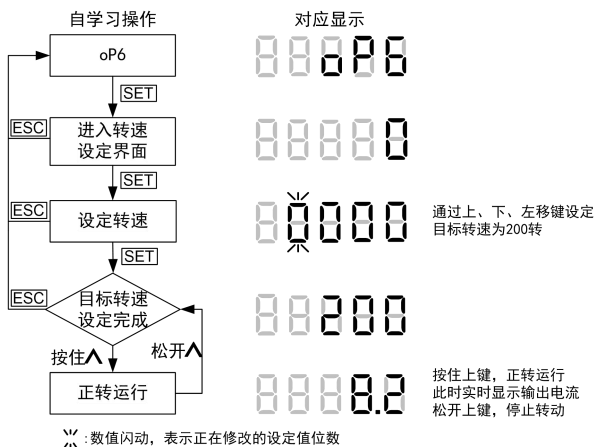 自学习操作
对应显示
oP6
oP6
SET
ESC
进入转速
设定界面
0
SET
ESC
设定转速
0000
通过上、下、左移键设定
目标转速为200转
SET
ESC
目标转速
设定完成
200
按住∧
松开∧
正转运行
8.2
按住上键，正转运行
此时实时显示输出电流
松开上键，停止转动
:数值闪动，表示正在修改的设定值位数